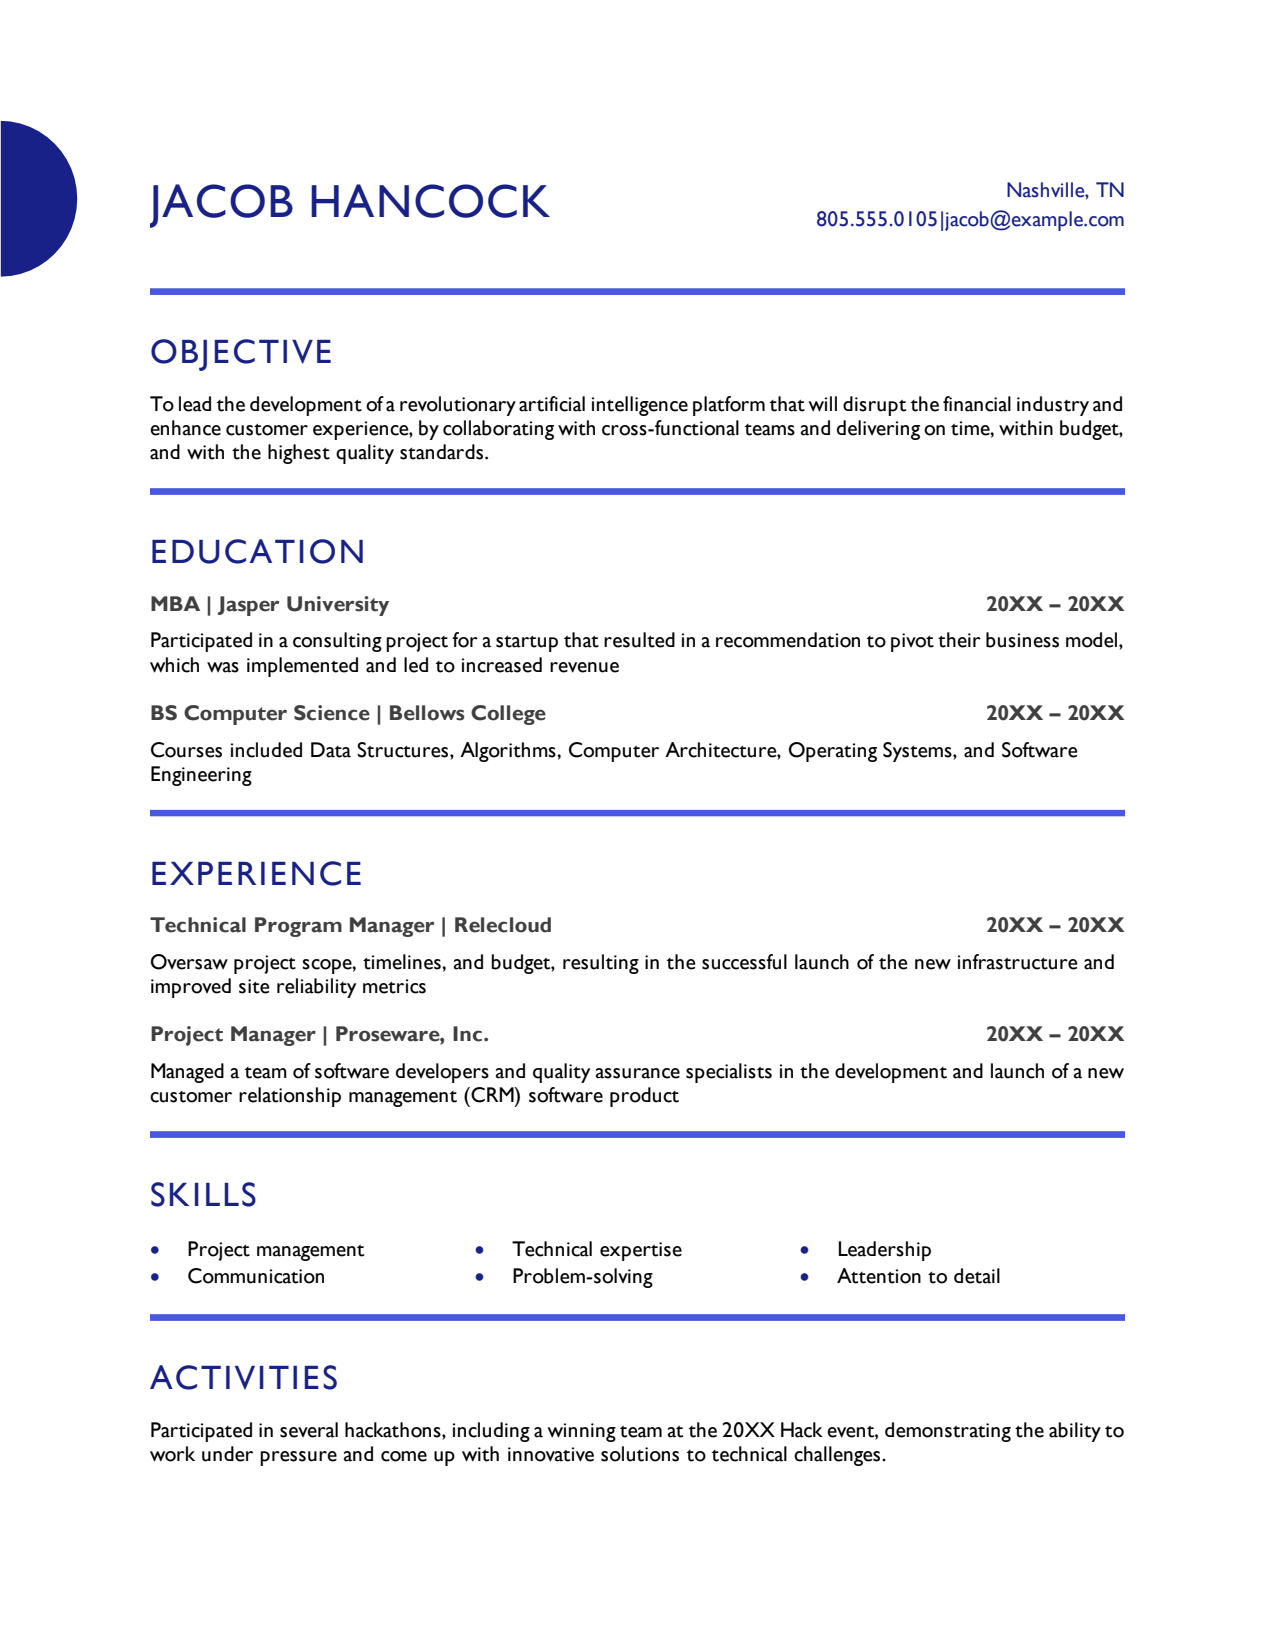 JACOB HANCOCK
Nashville, TN
805.555.0105|jacob@example.com
OBJECTIVE
To lead the development of a revolutionary artificial intelligence platform that will disrupt the financial industry and
enhance customer experience, by collaborating with cross-functional teams and delivering on time, within budget,
and with the highest quality standards.
EDUCATION
MBA | Jasper University 20XX – 20XX
Participated in a consulting project for a startup that resulted in a recommendation to pivot their business model,
which was implemented and led to increased revenue
BS Computer Science | Bellows College 20XX – 20XX
Courses included Data Structures, Algorithms, Computer Architecture, Operating Systems, and Software
Engineering
EXPERIENCE
Technical Program Manager | Relecloud 20XX – 20XX
Oversaw project scope, timelines, and budget, resulting in the successful launch of the new infrastructure and
improved site reliability metrics
Project Manager | Proseware, Inc. 20XX – 20XX
Managed a team of software developers and quality assurance specialists in the development and launch of a new
customer relationship management (CRM) software product
SKILLS
• Project management • Technical expertise • Leadership
• Communication • Problem-solving • Attention to detail
ACTIVITIES
Participated in several hackathons, including a winning team at the 20XX Hack event, demonstrating the ability to
work under pressure and come up with innovative solutions to technical challenges.